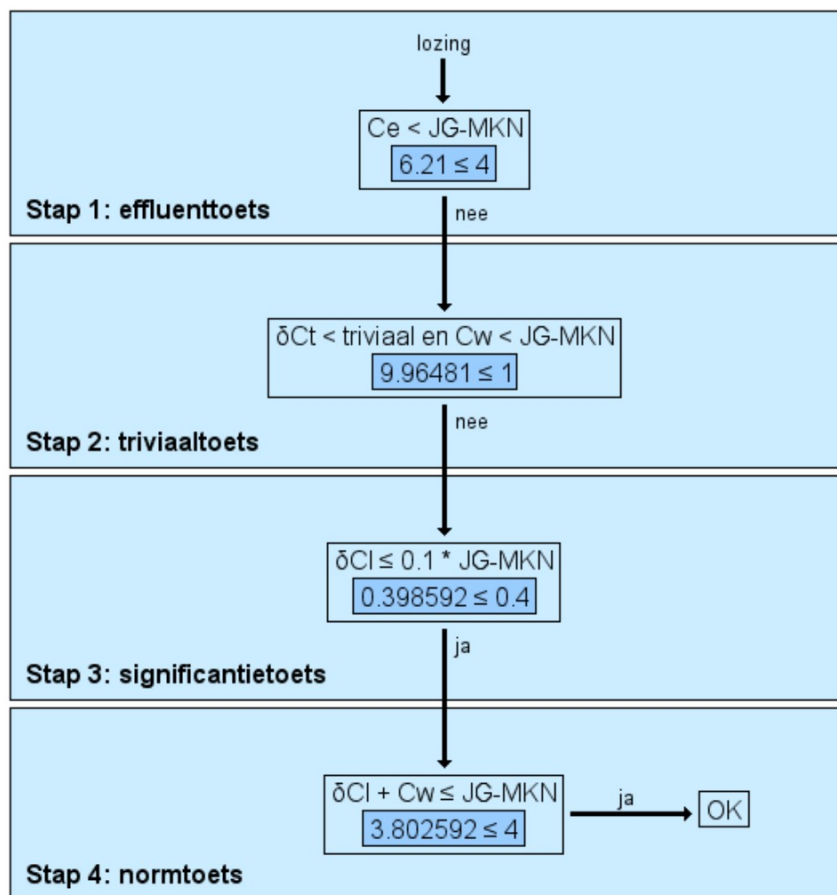 lozing
Ce < JG-MKN
6.21 ≤ 4
Stap 1: effluenttoets
nee
δCt < triviaal en Cw < JG-MKN
9.96481 ≤ 1
Stap 2: triviaaltoets
nee
δCl ≤ 0.1 * JG-MKN
0.398592 ≤ 0.4
Stap 3: significantietoets
ja
δCl + Cw ≤ JG-MKN
3.802592 ≤ 4
ja
OK
Stap 4: normtoets